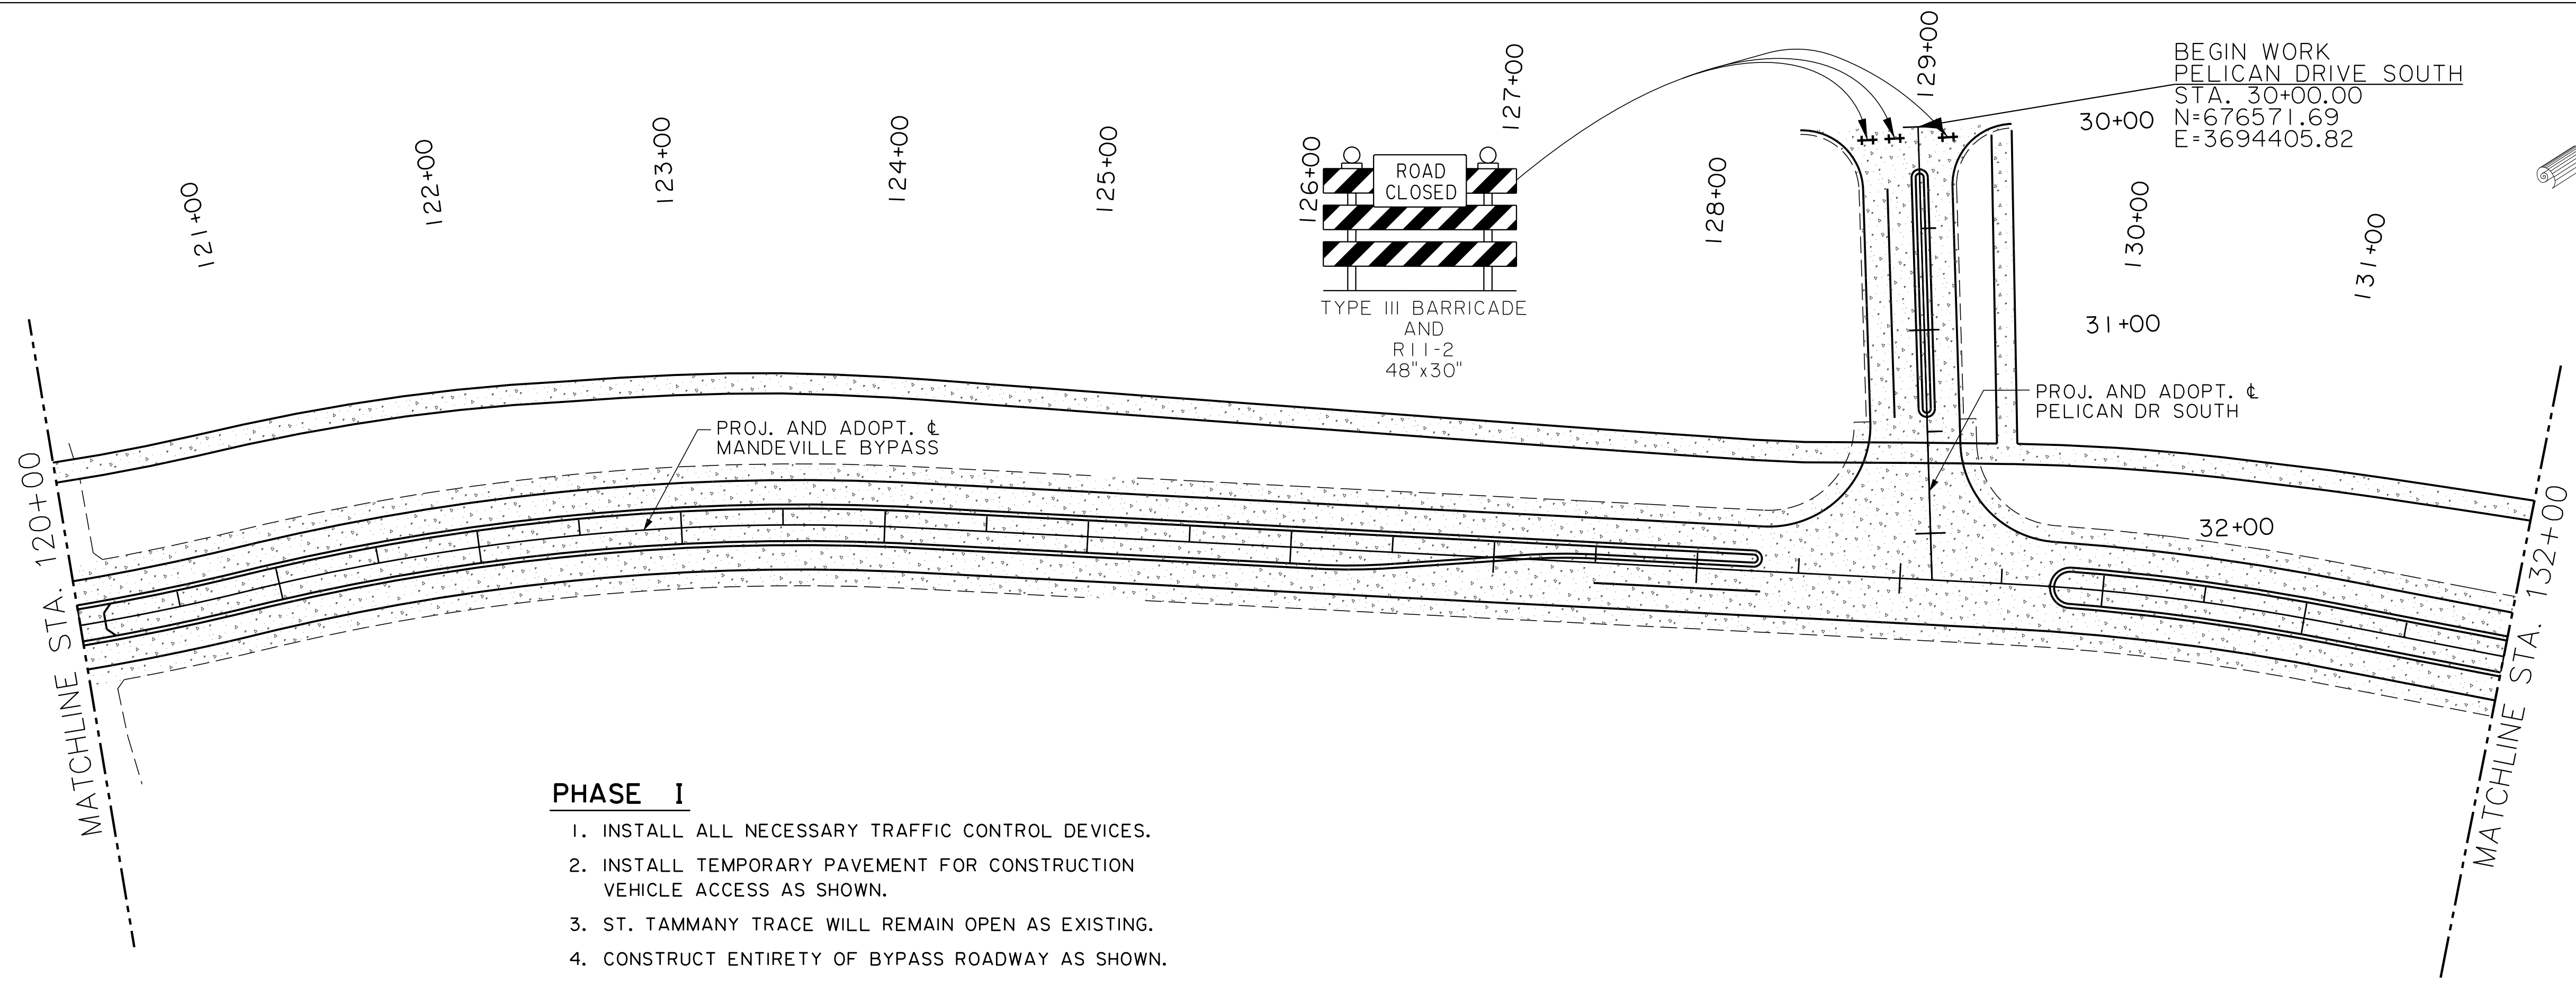 121+00
122+00
123+00
124+00
125+00
126+00
127+00
128+00
129+00
130+00
131+00
BEGIN WORK
PELICAN DRIVE SOUTH
STA. 30+00.00
N=676571.69
E=3694405.82
30+00
31+00
32+00
ROAD
CLOSED
TYPE III BARRICADE
AND
R11-2
48"x30"
PROJ. AND ADOPT. ℄
MANDEVILLE BYPASS
PROJ. AND ADOPT. ℄
PELICAN DR SOUTH
MATCHLINE STA. 120+00
MATCHLINE STA. 132+00
PHASE I
1. INSTALL ALL NECESSARY TRAFFIC CONTROL DEVICES.
2. INSTALL TEMPORARY PAVEMENT FOR CONSTRUCTION
VEHICLE ACCESS AS SHOWN.
3. ST. TAMMANY TRACE WILL REMAIN OPEN AS EXISTING.
4. CONSTRUCT ENTIRETY OF BYPASS ROADWAY AS SHOWN.